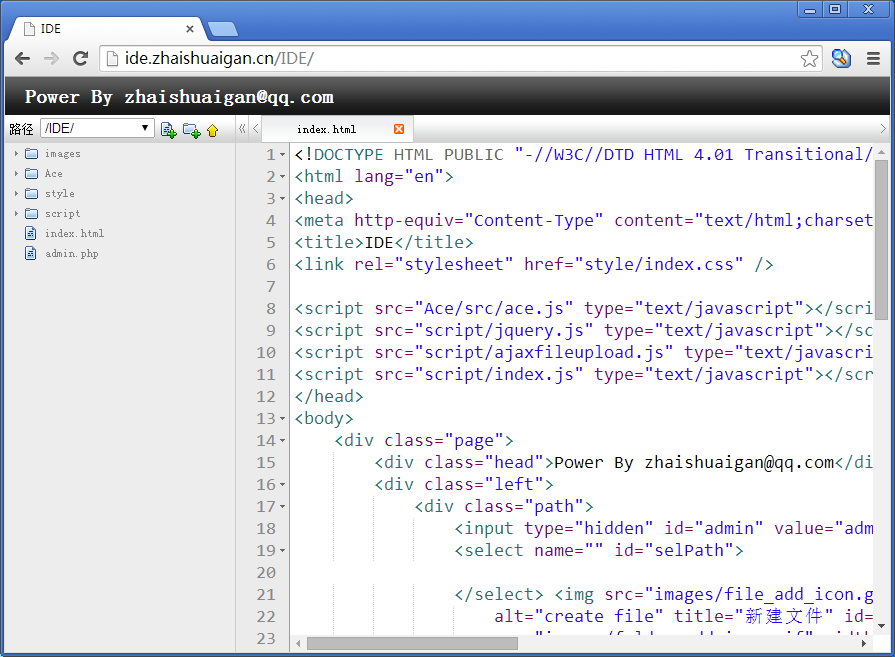 IDE
ide.zhaishuaigan.cn/IDE/
Power By zhaishuaigan@qq.com
路径 /IDE/
images
Ace
style
script
index.html
admin.php
index.html
1 <!DOCTYPE HTML PUBLIC "-//W3C//DTD HTML 4.01 Transitional/
2 <html lang="en">
3 <head>
4 <meta http-equiv="Content-Type" content="text/html;charset
5 <title>IDE</title>
6 <link rel="stylesheet" href="style/index.css" />
7
8 <script src="Ace/src/ace.js" type="text/javascript"></scri
9 <script src="script/jquery.js" type="text/javascript"></sc
10 <script src="script/ajaxfileupload.js" type="text/javascri
11 <script src="script/index.js" type="text/javascript"></scr
12 </head>
13 <body>
14 <div class="page">
15 <div class="head">Power By zhaishuaigan@qq.com</di
16 <div class="left">
17 <div class="path">
18 <input type="hidden" id="admin" value="adm
19 <select name="" id="selPath">
20
21 </select> <img src="images/file_add_icon.g
22 alt="create file" title="新建文件" id=
23